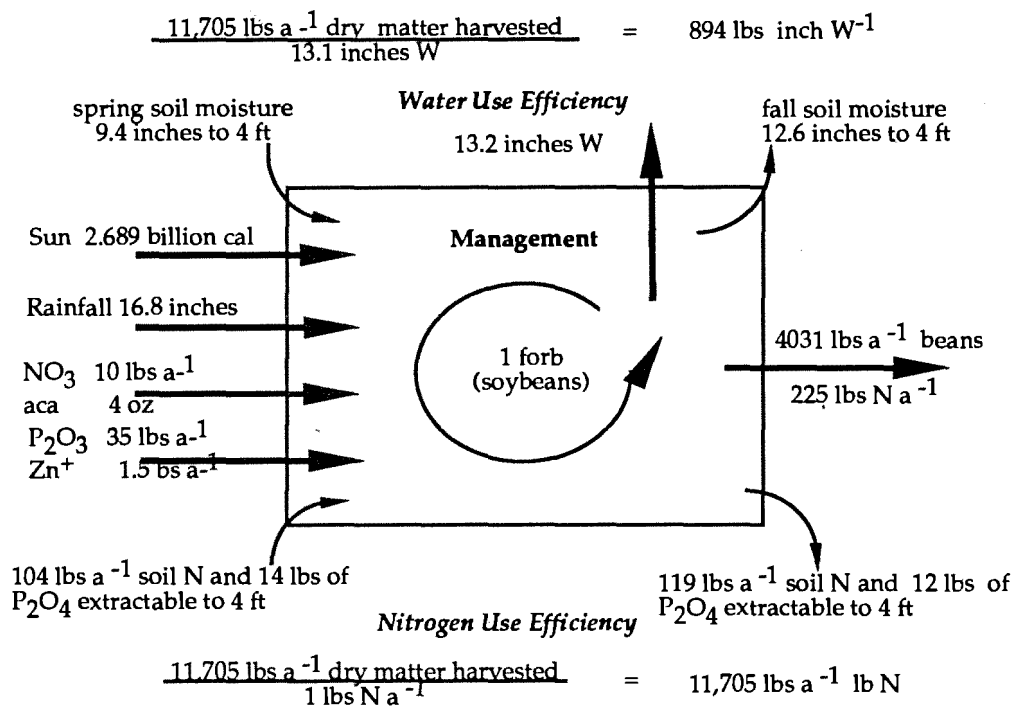 11,705 lbs a -1 dry matter harvested = 894 lbs inch W-1
13.1 inches W
Water Use Efficiency
spring soil moisture
9.4 inches to 4 ft
13.2 inches W
fall soil moisture
12.6 inches to 4 ft
Sun 2.689 billion cal
Management
Rainfall 16.8 inches
1 forb
(soybeans)
4031 lbs a -1 beans
225 lbs N a -1
NO3 10 lbs a-1
aca 4 oz
P2O3 35 lbs a-1
Zn+ 1.5 bs a-1
104 lbs a -1 soil N and 14 lbs of
P2O4 extractable to 4 ft
119 lbs a -1 soil N and 12 lbs of
P2O4 extractable to 4 ft
Nitrogen Use Efficiency
11,705 lbs a -1 dry matter harvested = 11,705 lbs a -1 lb N
1 lbs N a -1